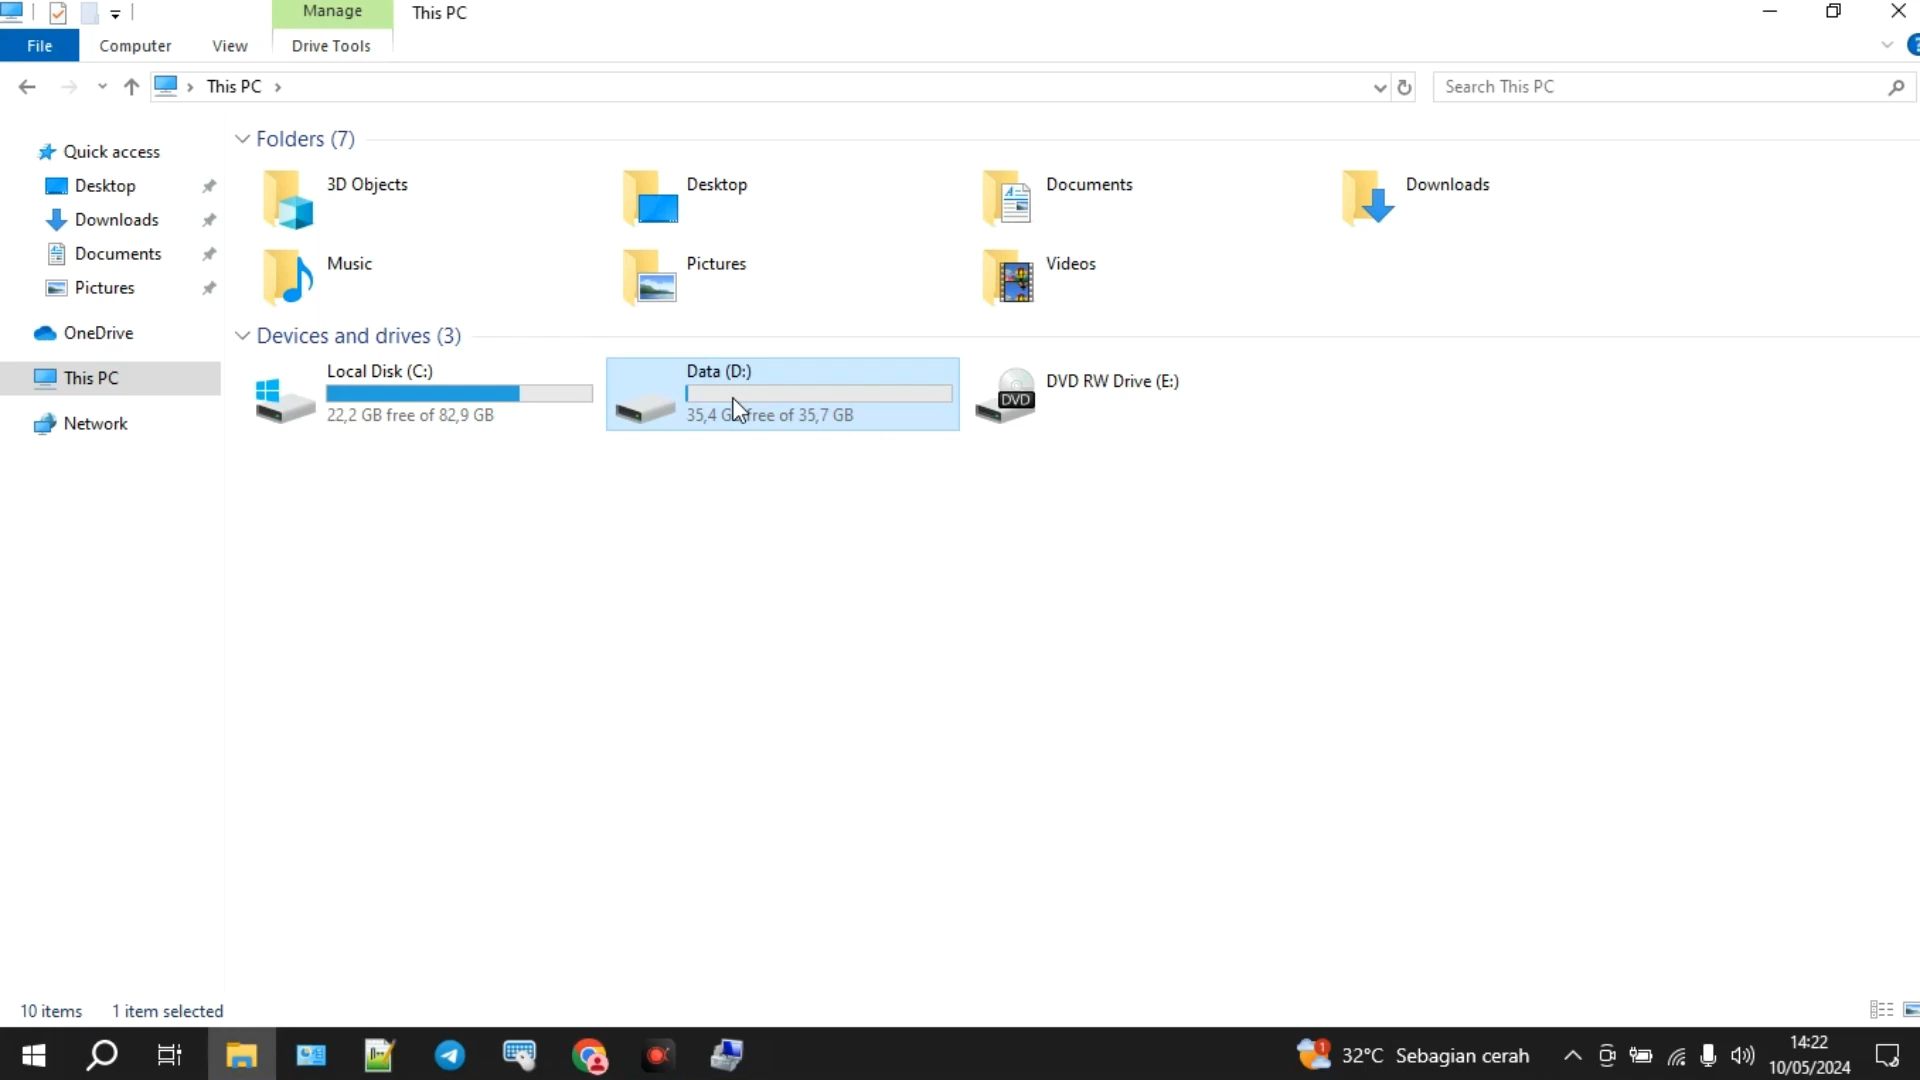 Manage
This PC
File
Computer
View
Drive Tools
This PC
Search This PC
Quick access
Desktop
Downloads
Documents
Pictures
OneDrive
This PC
Network
Folders (7)
3D Objects
Desktop
Documents
Downloads
Music
Pictures
Videos
Devices and drives (3)
Local Disk (C:)
22,2 GB free of 82,9 GB
Data (D:)
35,4 free of 35,7 GB
DVD RW Drive (E:)
DVD
10 items
1 item selected
1
32°C Sebagian cerah
14:22
10/05/2024